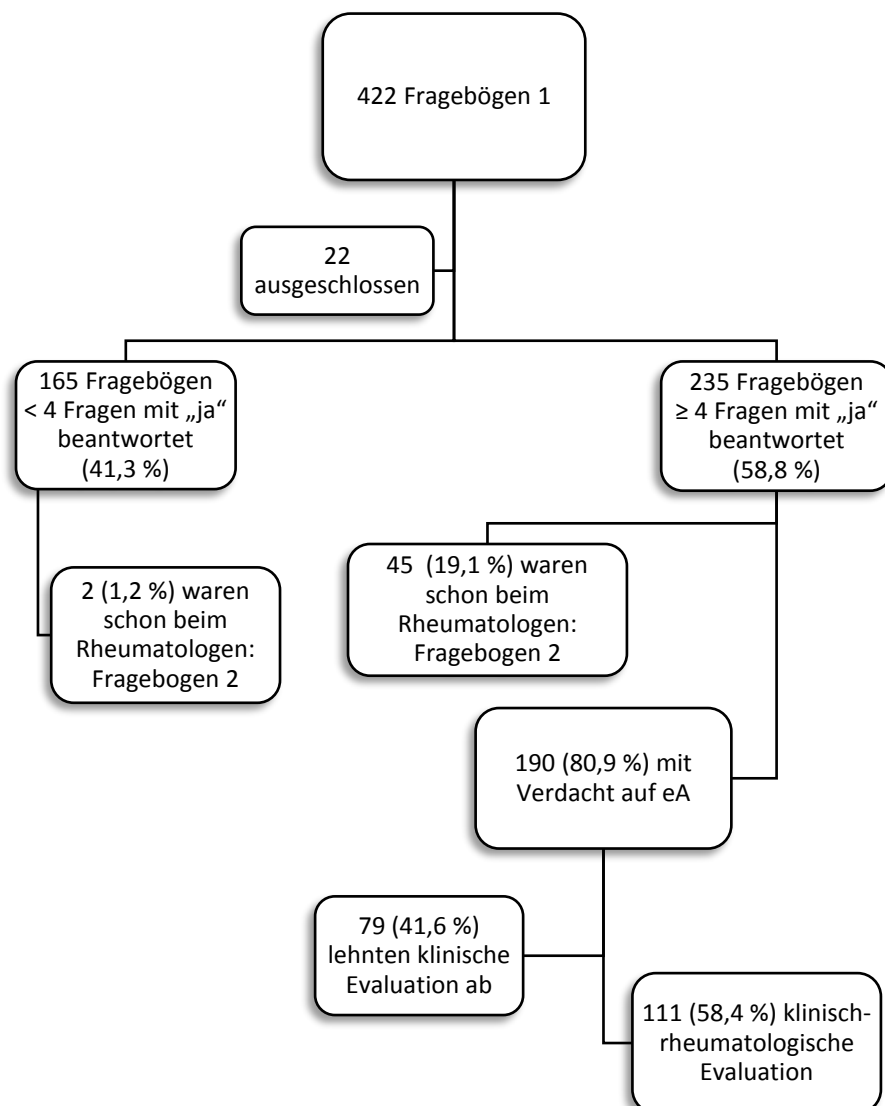 422 Fragebögen 1
22
ausgeschlossen
165 Fragebögen
< 4 Fragen mit „ja“
beantwortet
(41,3 %)
235 Fragebögen
≥ 4 Fragen mit „ja“
beantwortet
(58,8 %)
2 (1,2 %) waren
schon beim
Rheumatologen:
Fragebogen 2
45 (19,1 %) waren
schon beim
Rheumatologen:
Fragebogen 2
190 (80,9 %) mit
Verdacht auf eA
79 (41,6 %)
lehnten klinische
Evaluation ab
111 (58,4 %) klinisch-
rheumatologische
Evaluation